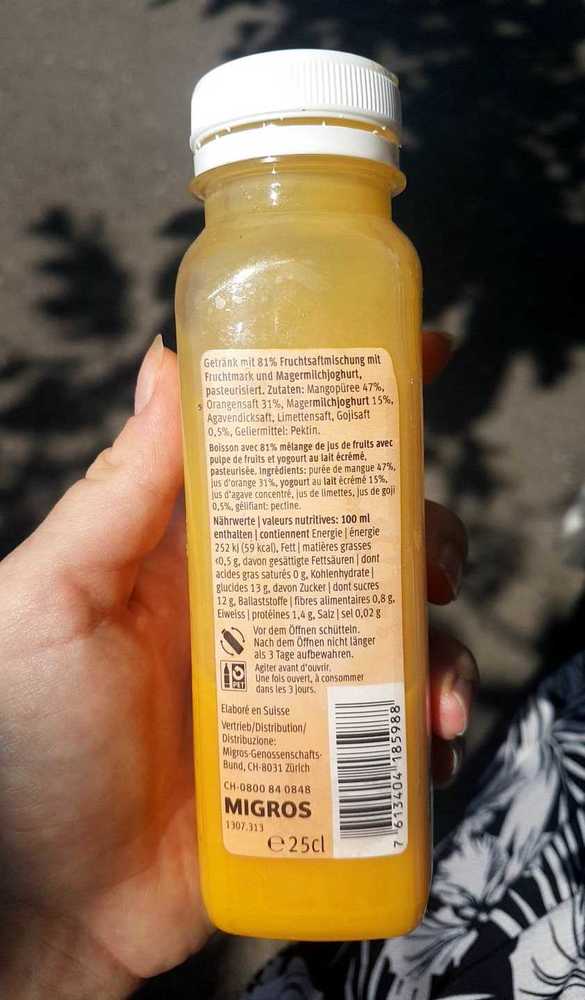 Getränk mit 81% Fruchtsaftmischung mit
Fruchtmark und Magermilchjoghurt,
pasteurisiert. Zutaten: Mangopüree 47%,
Orangensaft 31%, Magermilchjoghurt 15%,
Agavendicksaft, Limettensaft, Gojisaft
0,5%, Geliermittel: Pektin.
Boisson avec 81% mélange de jus de fruits avec
pulpe de fruits et yogourt au lait écrémé,
pasteurisée. Ingrédients: purée de mangue 47%,
jus d'orange 31%, yogourt au lait écrémé 15%,
jus d'agave concentré, jus de limettes, jus de goji
0,5%, gélifiant: pectine.
Nährwerte | valeurs nutritives: 100 ml
enthalten | contiennent Energie | énergie
252 kJ (59 kcal), Fett | matières grasses
<0,5 g, davon gesättigte Fettsäuren | dont
acides gras saturés 0 g, Kohlenhydrate |
glucides 13 g, davon Zucker | dont sucres
12 g, Ballaststoffe | fibres alimentaires 0,8 g,
Eiweiss | protéines 1,4 g, Salz | sel 0,02 g
Vor dem Öffnen schütteln.
Nach dem Öffnen nicht länger
als 3 Tage aufbewahren.
Agiter avant d'ouvrir.
Une fois ouvert, à consommer
dans les 3 jours.
PET
Elaboré en Suisse
Vertrieb/Distribution/
Distribuzione:
Migros-Genossenschafts-
Bund, CH-8031 Zürich
CH-0800 84 0848
MIGROS
1307.313
℮ 25cl
7 613404 185988